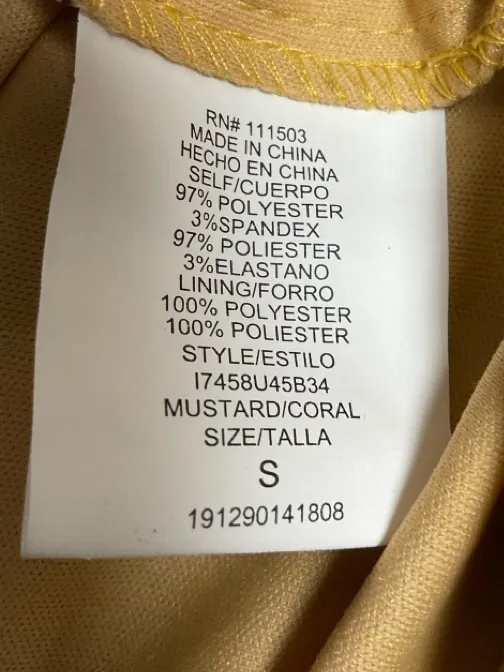 RN# 111503
MADE IN CHINA
HECHO EN CHINA
SELF/CUERPO
97% POLYESTER
3%SPANDEX
97% POLIESTER
3%ELASTANO
LINING/FORRO
100% POLYESTER
100% POLIESTER
STYLE/ESTILO
I7458U45B34
MUSTARD/CORAL
SIZE/TALLA
S
191290141808